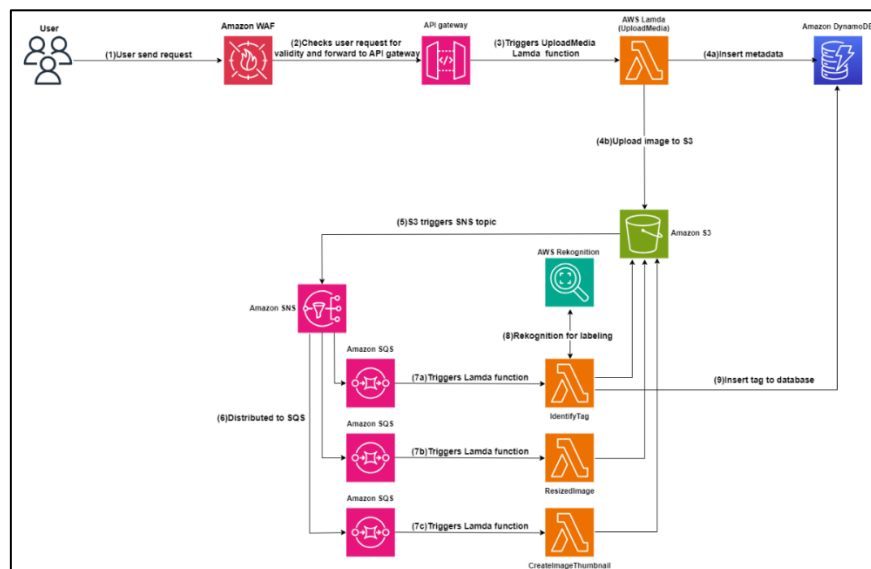 User
Amazon WAF
API gateway
AWS Lamda
(UploadMedia)
Amazon DynamoDB
(1)User send request
(2)Checks user request for
validity and forward to API gateway
(3)Triggers UploadMedia
Lamda function
(4a)Insert metadata
(4b)Upload image to S3
(5)S3 triggers SNS topic
Amazon S3
AWS Rekognition
Amazon SNS
(8)Rekognition for labeling
Amazon SQS
(7a)Triggers Lamda function
(9)Insert tag to database
IdentifyTag
(6)Distributed to SQS
Amazon SQS
(7b)Triggers Lamda function
ResizedImage
Amazon SQS
(7c)Triggers Lamda function
CreateImageThumbnail